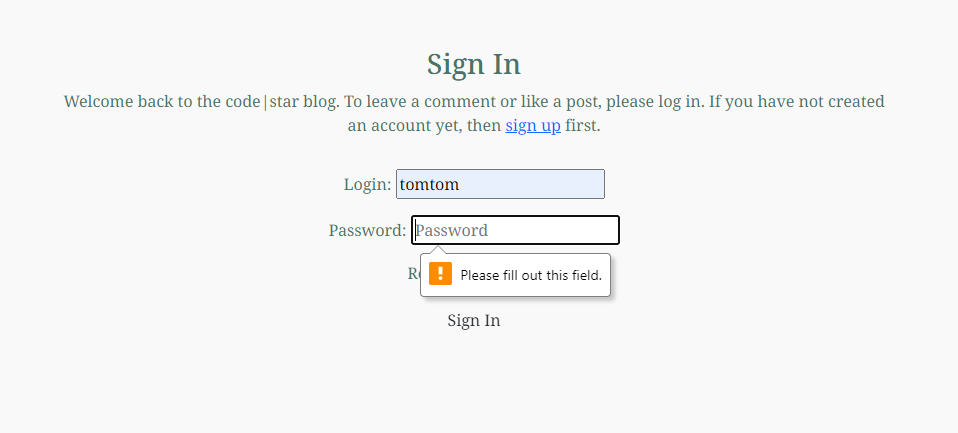 Sign In
Welcome back to the code|star blog. To leave a comment or like a post, please log in. If you have not created
an account yet, then sign up first.
Login: tomtom
Password: Password
Please fill out this field.
Sign In